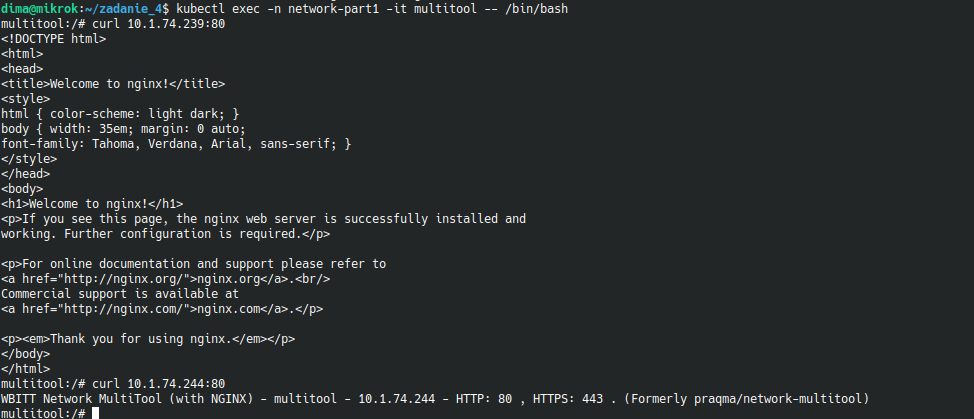 dima@mikrok:~/zadanie_4$ kubectl exec -n network-part1 -it multitool -- /bin/bash
multitool:/# curl 10.1.74.239:80
<!DOCTYPE html>
<html>
<head>
<title>Welcome to nginx!</title>
<style>
html { color-scheme: light dark; }
body { width: 35em; margin: 0 auto;
font-family: Tahoma, Verdana, Arial, sans-serif; }
</style>
</head>
<body>
<h1>Welcome to nginx!</h1>
<p>If you see this page, the nginx web server is successfully installed and
working. Further configuration is required.</p>

<p>For online documentation and support please refer to
<a href="http://nginx.org/">nginx.org</a>.<br/>
Commercial support is available at
<a href="http://nginx.com/">nginx.com</a>.</p>

<p><em>Thank you for using nginx.</em></p>
</body>
</html>
multitool:/# curl 10.1.74.244:80
WBITT Network MultiTool (with NGINX) - multitool - 10.1.74.244 - HTTP: 80 , HTTPS: 443 . (Formerly praqma/network-multitool)
multitool:/#